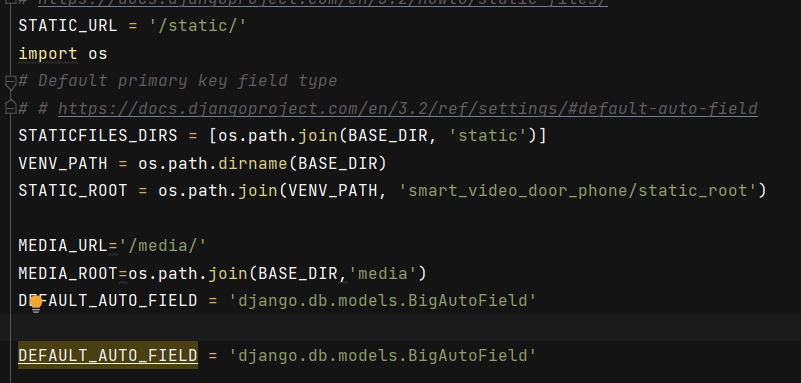 # https://docs.djangoproject.com/en/3.2/howto/static-files/
STATIC_URL = '/static/'
import os
# Default primary key field type
# # https://docs.djangoproject.com/en/3.2/ref/settings/#default-auto-field
STATICFILES_DIRS = [os.path.join(BASE_DIR, 'static')]
VENV_PATH = os.path.dirname(BASE_DIR)
STATIC_ROOT = os.path.join(VENV_PATH, 'smart_video_door_phone/static_root')
MEDIA_URL='/media/'
MEDIA_ROOT=os.path.join(BASE_DIR,'media')
DEFAULT_AUTO_FIELD = 'django.db.models.BigAutoField'
DEFAULT_AUTO_FIELD = 'django.db.models.BigAutoField'